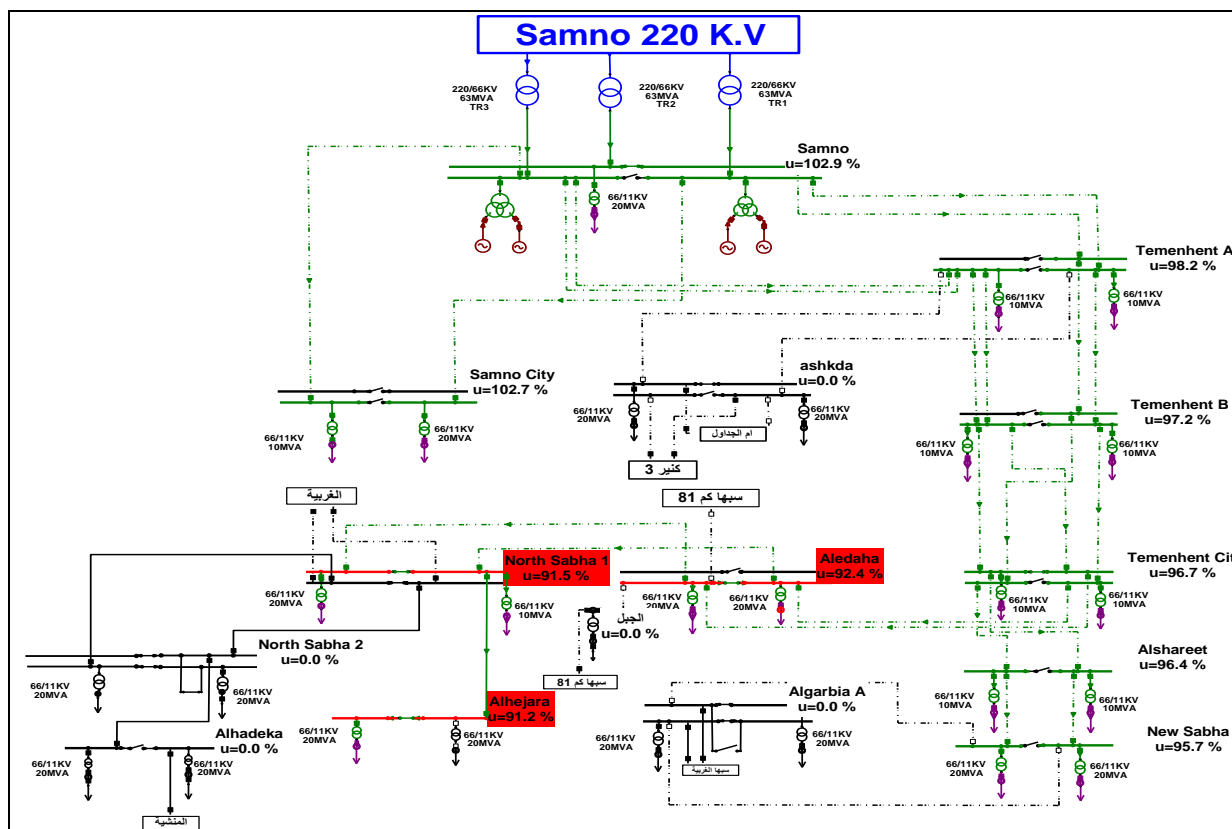 Samno 220 K.V
220/66KV
63MVA
TR3
220/66KV
63MVA
TR2
220/66KV
63MVA
TR1
Samno
u=102.9 %
66/11KV
20MVA
Temenhent A
u=98.2 %
66/11KV
10MVA
66/11KV
10MVA
Samno City
u=102.7 %
66/11KV
10MVA
66/11KV
20MVA
ashkda
u=0.0 %
66/11KV
20MVA
66/11KV
20MVA
ام الجداول
كنير 3
Temenhent B
u=97.2 %
66/11KV
10MVA
66/11KV
10MVA
الغربية
سبها كم 81
North Sabha 1
u=91.5 %
66/11KV
20MVA
66/11KV
10MVA
Aledaha
u=92.4 %
66/11KV
20MVA
66/11KV
20MVA
Temenhent City
u=96.7 %
66/11KV
10MVA
66/11KV
10MVA
الجبل
u=0.0 %
سبها كم 81
North Sabha 2
u=0.0 %
66/11KV
20MVA
66/11KV
20MVA
Alshareet
u=96.4 %
66/11KV
10MVA
66/11KV
10MVA
Alhejara
u=91.2 %
66/11KV
20MVA
66/11KV
20MVA
Algarbia A
u=0.0 %
66/11KV
20MVA
66/11KV
20MVA
سبها الغربية
New Sabha
u=95.7 %
66/11KV
20MVA
66/11KV
20MVA
Alhadeka
u=0.0 %
66/11KV
20MVA
66/11KV
20MVA
المنشية